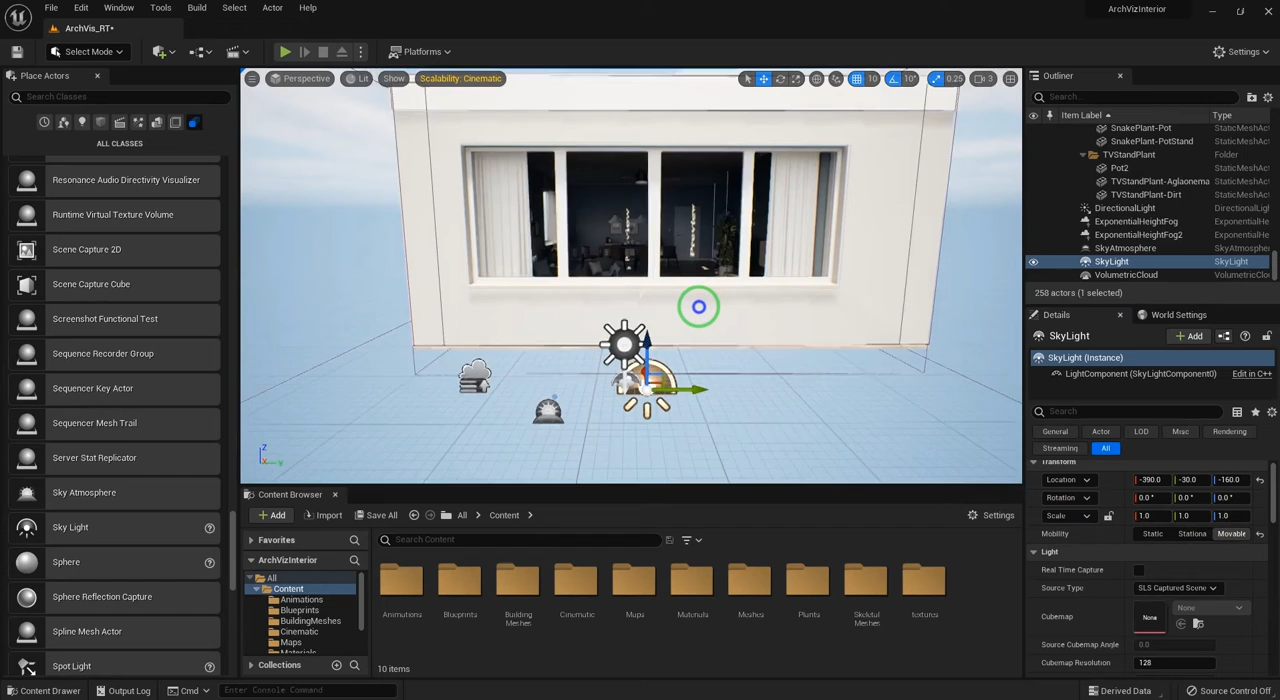 File Edit Window Tools Build Select Actor Help
ArchVizInterior
ArchVis_RT*
Select Mode
Platforms
Settings
Place Actors
Search Classes
ALL CLASSES
Resonance Audio Directivity Visualizer
Runtime Virtual Texture Volume
Scene Capture 2D
Scene Capture Cube
Screenshot Functional Test
Sequence Recorder Group
Sequencer Key Actor
Sequencer Mesh Trail
Server Stat Replicator
Sky Atmosphere
Sky Light
Sphere
Sphere Reflection Capture
Spline Mesh Actor
Spot Light
Perspective Lit Show Scalability: Cinematic
10 10° 0.25 3
Z
X Y
Content Browser
Add Import Save All All Content Settings
Favorites
Search Content
ArchVizInterior
All
Content
Animations
Blueprints
BuildingMeshes
Cinematic
Maps
Materials
Collections
Animations
Blueprints
Building
Meshes
Cinematic
Maps
Materials
Meshes
Plants
Skeletal
Meshes
textures
10 items
Outliner
Search...
Item Label Type
SnakePlant-Pot StaticMeshAct
SnakePlant-PotStand StaticMeshAct
TVStandPlant Folder
Pot2 StaticMeshAct
TVStandPlant-Aglaonema StaticMeshAct
TVStandPlant-Dirt StaticMeshAct
DirectionalLight DirectionalLigh
ExponentialHeightFog ExponentialHe
ExponentialHeightFog2 ExponentialHe
SkyAtmosphere SkyAtmosphe
SkyLight SkyLight
VolumetricCloud VolumetricClo
258 actors (1 selected)
Details World Settings
SkyLight Add
SkyLight (Instance)
LightComponent (SkyLightComponent0) Edit in C++
Search
General Actor LOD Misc Rendering
Streaming All
Transform
Location -390.0 -30.0 -160.0
Rotation 0.0 ° 0.0 ° 0.0 °
Scale 1.0 1.0 1.0
Mobility Static Stationa Movable
Light
Real Time Capture
Source Type SLS Captured Scene
Cubemap None None
Source Cubemap Angle 0.0
Cubemap Resolution 128
Content Drawer Output Log Cmd Enter Console Command Derived Data Source Control Off